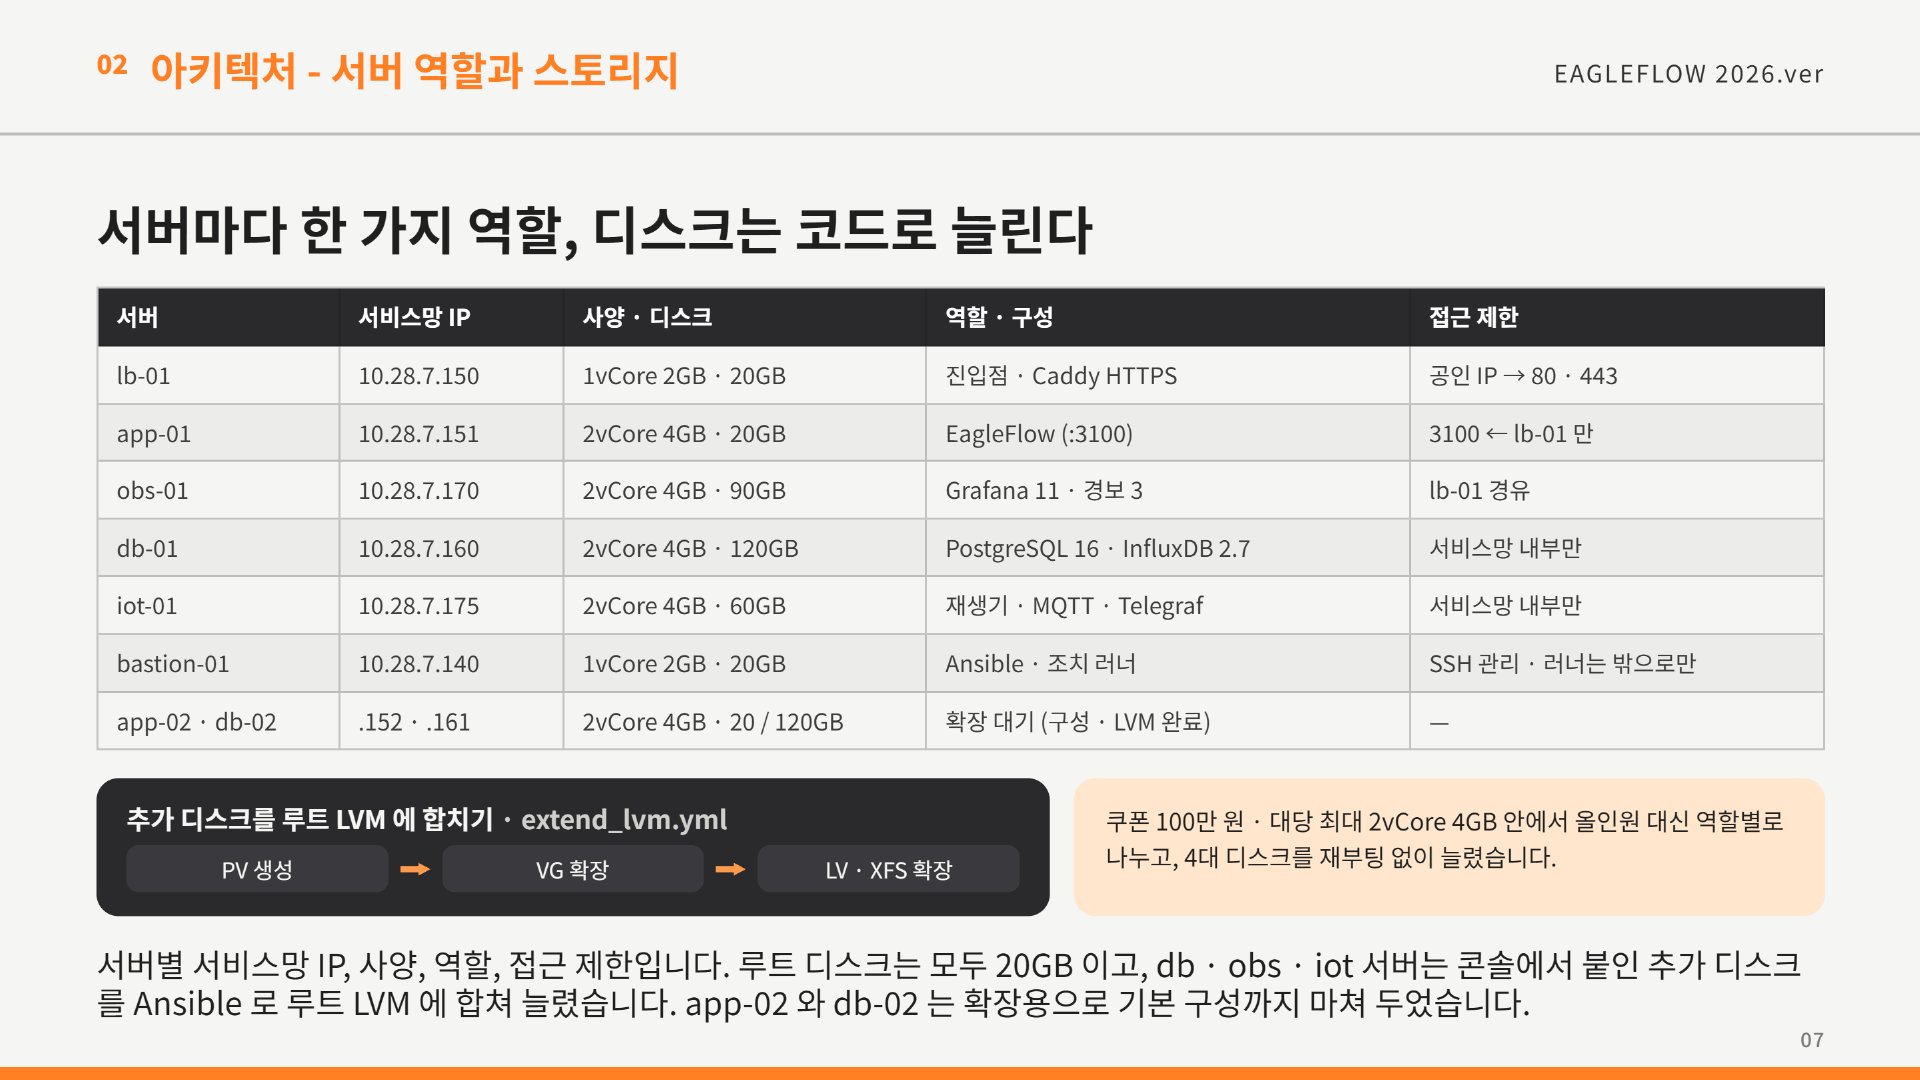 02 아키텍처 - 서버 역할과 스토리지
EAGLEFLOW 2026.ver
서버마다 한 가지 역할, 디스크는 코드로 늘린다
서버 서비스망 IP 사양 · 디스크 역할 · 구성 접근 제한
lb-01 10.28.7.150 1vCore 2GB · 20GB 진입점 · Caddy HTTPS 공인 IP → 80 · 443
app-01 10.28.7.151 2vCore 4GB · 20GB EagleFlow (:3100) 3100 ← lb-01 만
obs-01 10.28.7.170 2vCore 4GB · 90GB Grafana 11 · 경보 3 lb-01 경유
db-01 10.28.7.160 2vCore 4GB · 120GB PostgreSQL 16 · InfluxDB 2.7 서비스망 내부만
iot-01 10.28.7.175 2vCore 4GB · 60GB 재생기 · MQTT · Telegraf 서비스망 내부만
bastion-01 10.28.7.140 1vCore 2GB · 20GB Ansible · 조치 러너 SSH 관리 · 러너는 밖으로만
app-02 · db-02 .152 · .161 2vCore 4GB · 20 / 120GB 확장 대기 (구성 · LVM 완료) —
추가 디스크를 루트 LVM 에 합치기 · extend_lvm.yml
PV 생성 → VG 확장 → LV · XFS 확장
쿠폰 100만 원 · 대당 최대 2vCore 4GB 안에서 올인원 대신 역할별로
나누고, 4대 디스크를 재부팅 없이 늘렸습니다.
서버별 서비스망 IP, 사양, 역할, 접근 제한입니다. 루트 디스크는 모두 20GB 이고, db · obs · iot 서버는 콘솔에서 붙인 추가 디스크
를 Ansible 로 루트 LVM 에 합쳐 늘렸습니다. app-02 와 db-02 는 확장용으로 기본 구성까지 마쳐 두었습니다.
07